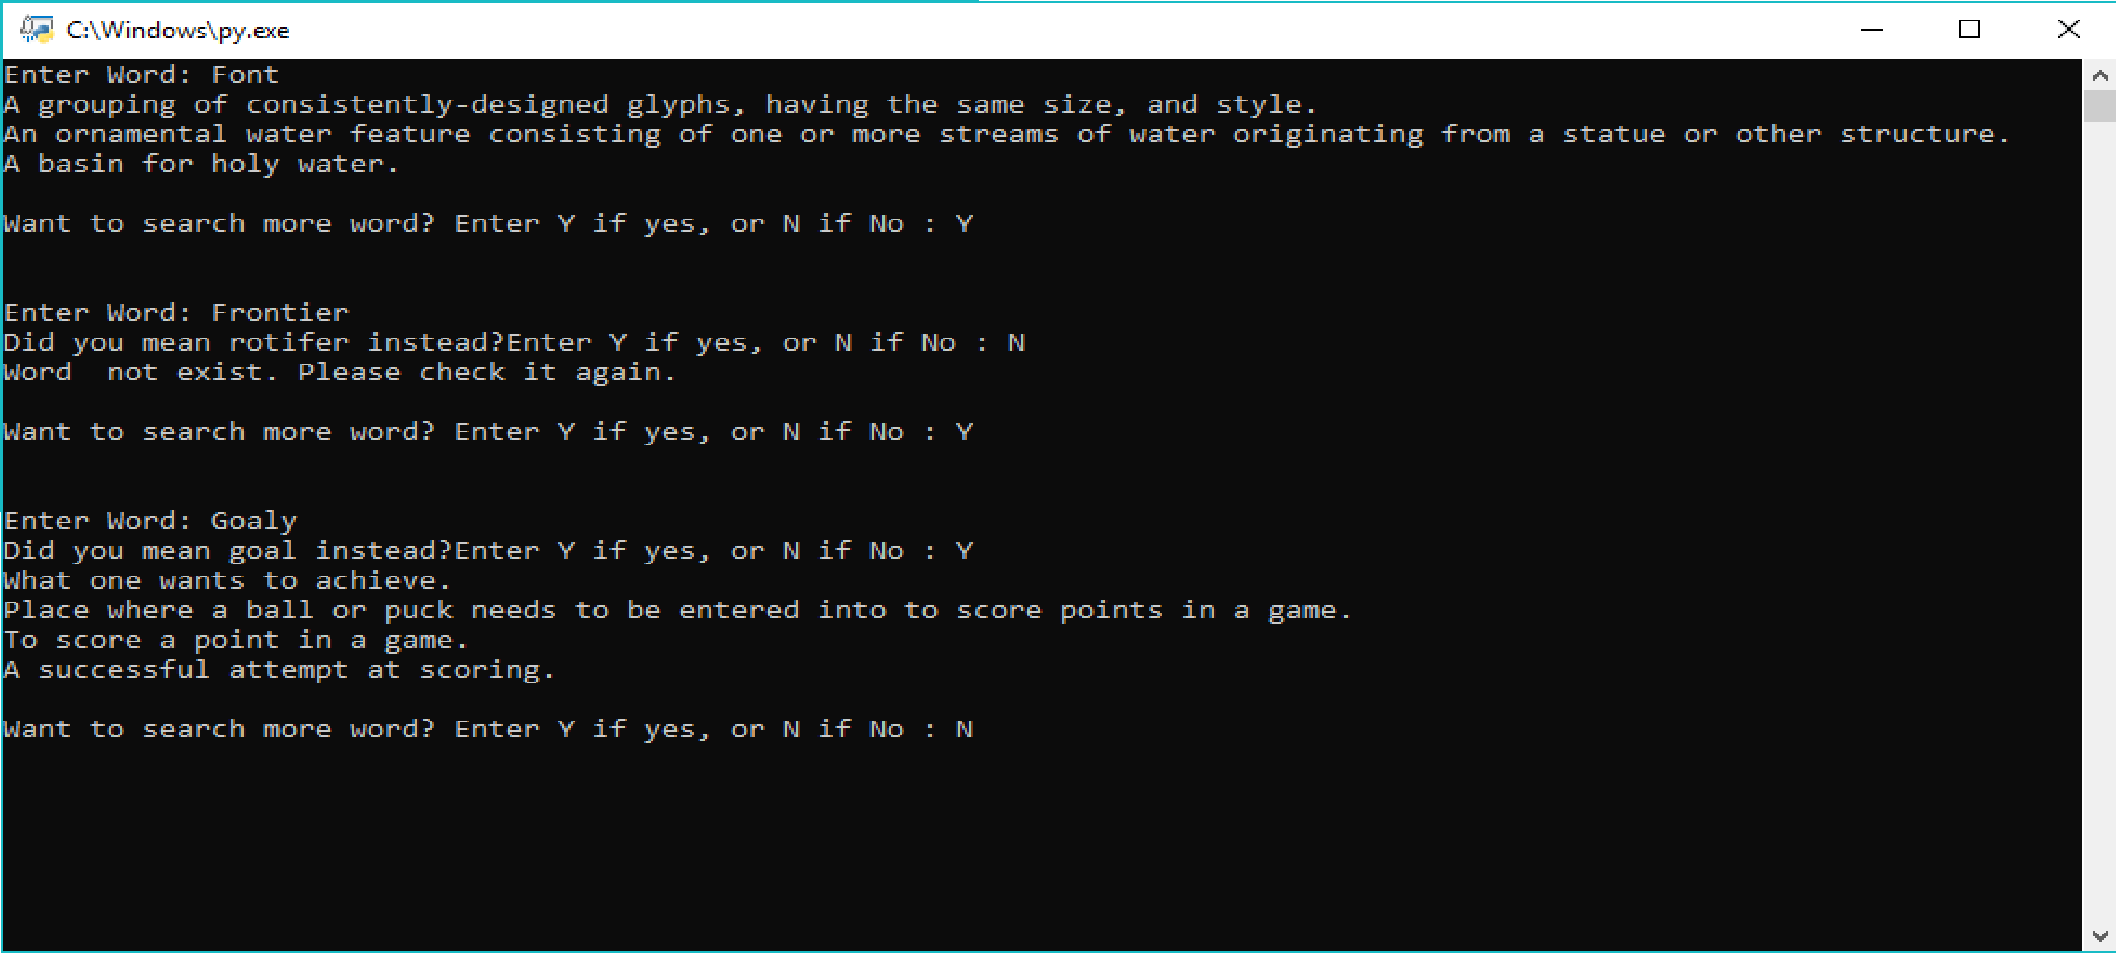 C:\Windows\py.exe
Enter Word: Font
A grouping of consistently-designed glyphs, having the same size, and style.
An ornamental water feature consisting of one or more streams of water originating from a statue or other structure.
A basin for holy water.
Want to search more word? Enter Y if yes, or N if No : Y
Enter Word: Frontier
Did you mean rotifer instead?Enter Y if yes, or N if No : N
Word  not exist. Please check it again.
Want to search more word? Enter Y if yes, or N if No : Y
Enter Word: Goaly
Did you mean goal instead?Enter Y if yes, or N if No : Y
What one wants to achieve.
Place where a ball or puck needs to be entered into to score points in a game.
To score a point in a game.
A successful attempt at scoring.
Want to search more word? Enter Y if yes, or N if No : N